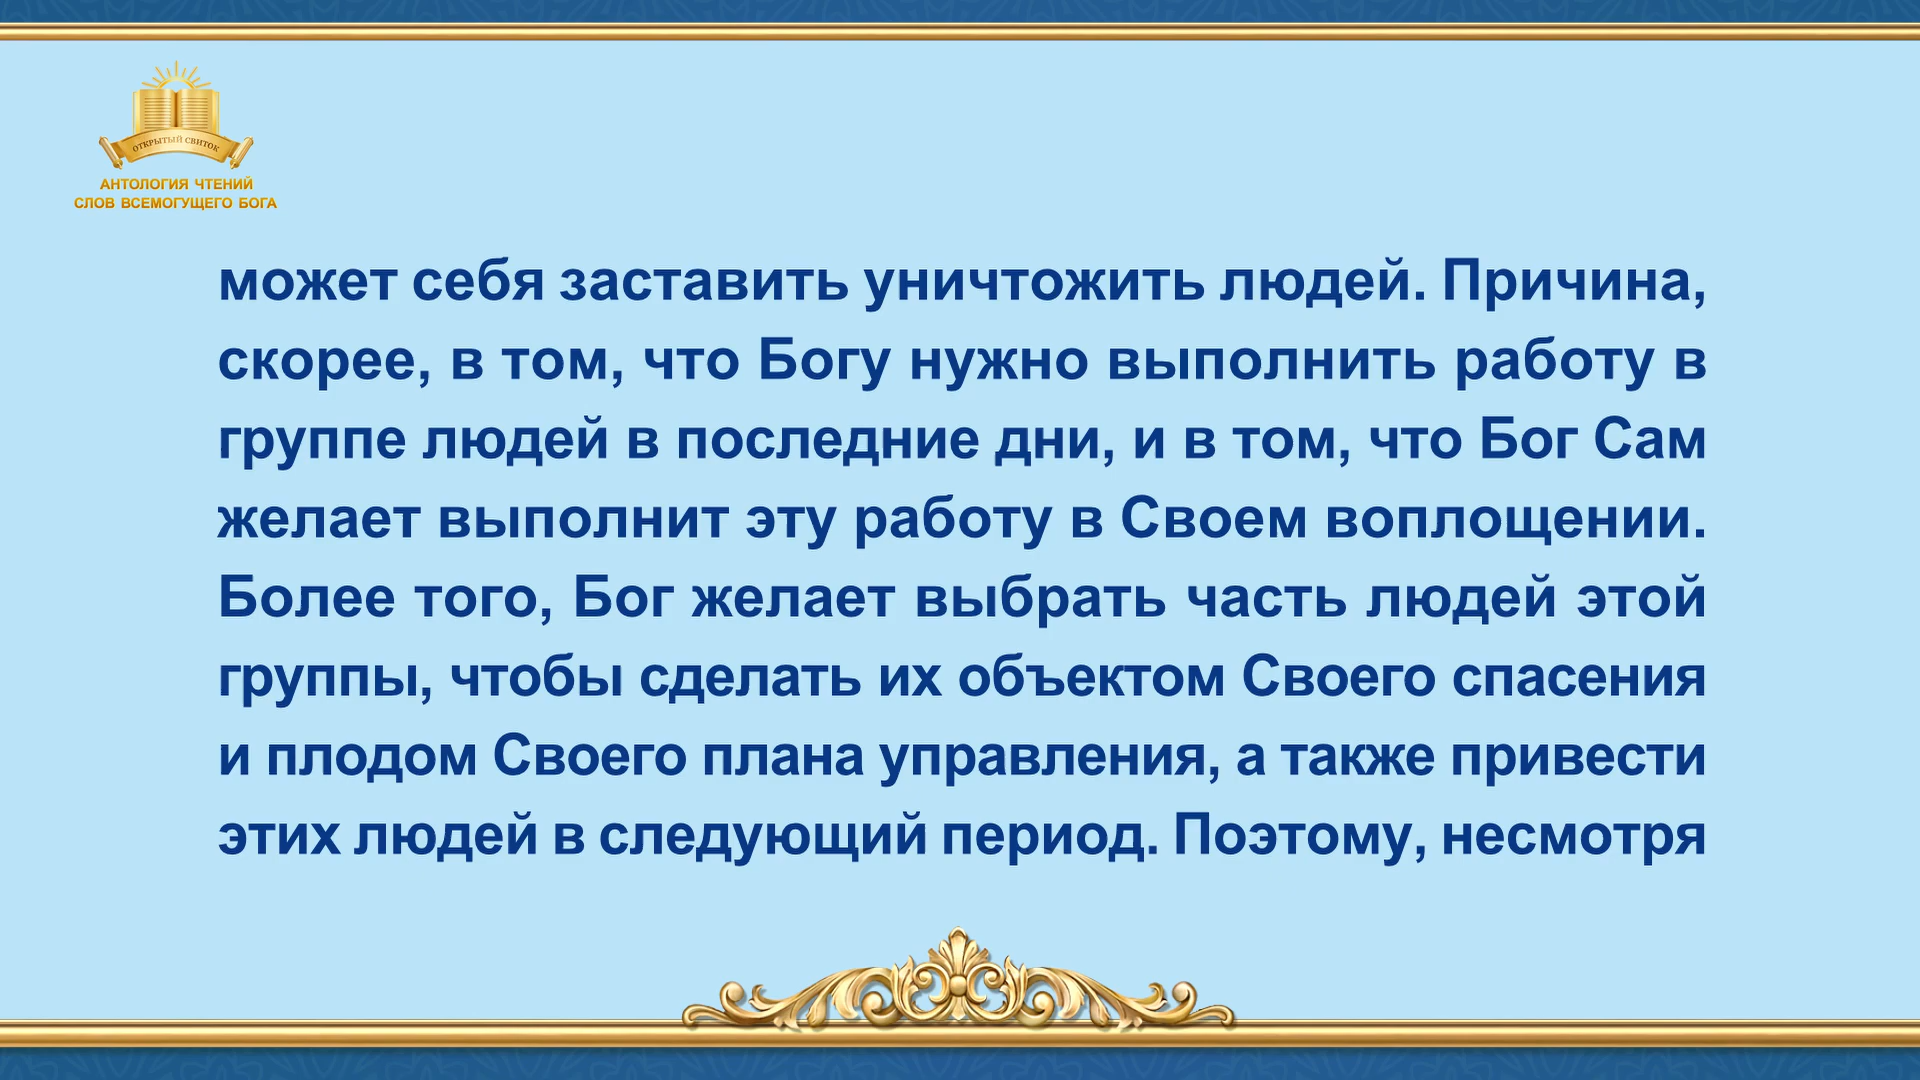 ОТКРЫТЫЙ СВИТОК
АНТОЛОГИЯ ЧТЕНИЙ
СЛОВ ВСЕМОГУЩЕГО БОГА
может себя заставить уничтожить людей. Причина,
скорее, в том, что Богу нужно выполнить работу в
группе людей в последние дни, и в том, что Бог Сам
желает выполнит эту работу в Своем воплощении.
Более того, Бог желает выбрать часть людей этой
группы, чтобы сделать их объектом Своего спасения
и плодом Своего плана управления, а также привести
этих людей в следующий период. Поэтому, несмотря